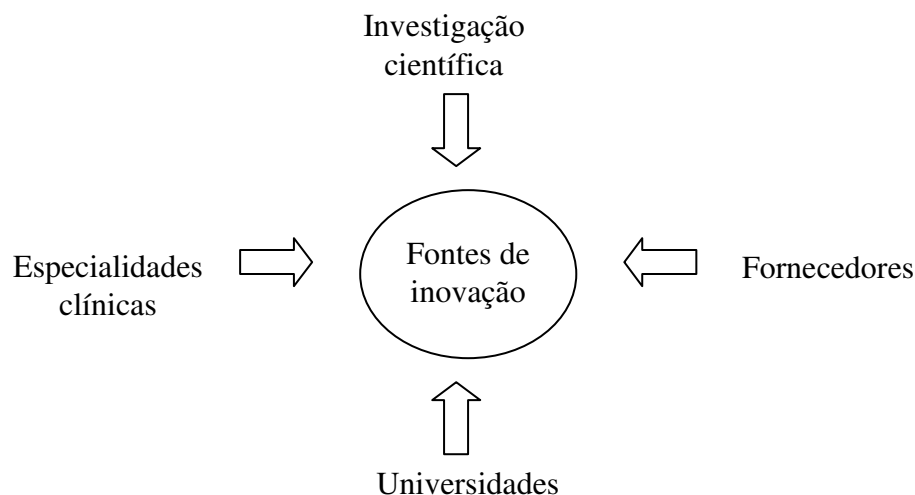 Investigação
científica
Especialidades
clínicas
Fontes de
inovação
Fornecedores
Universidades